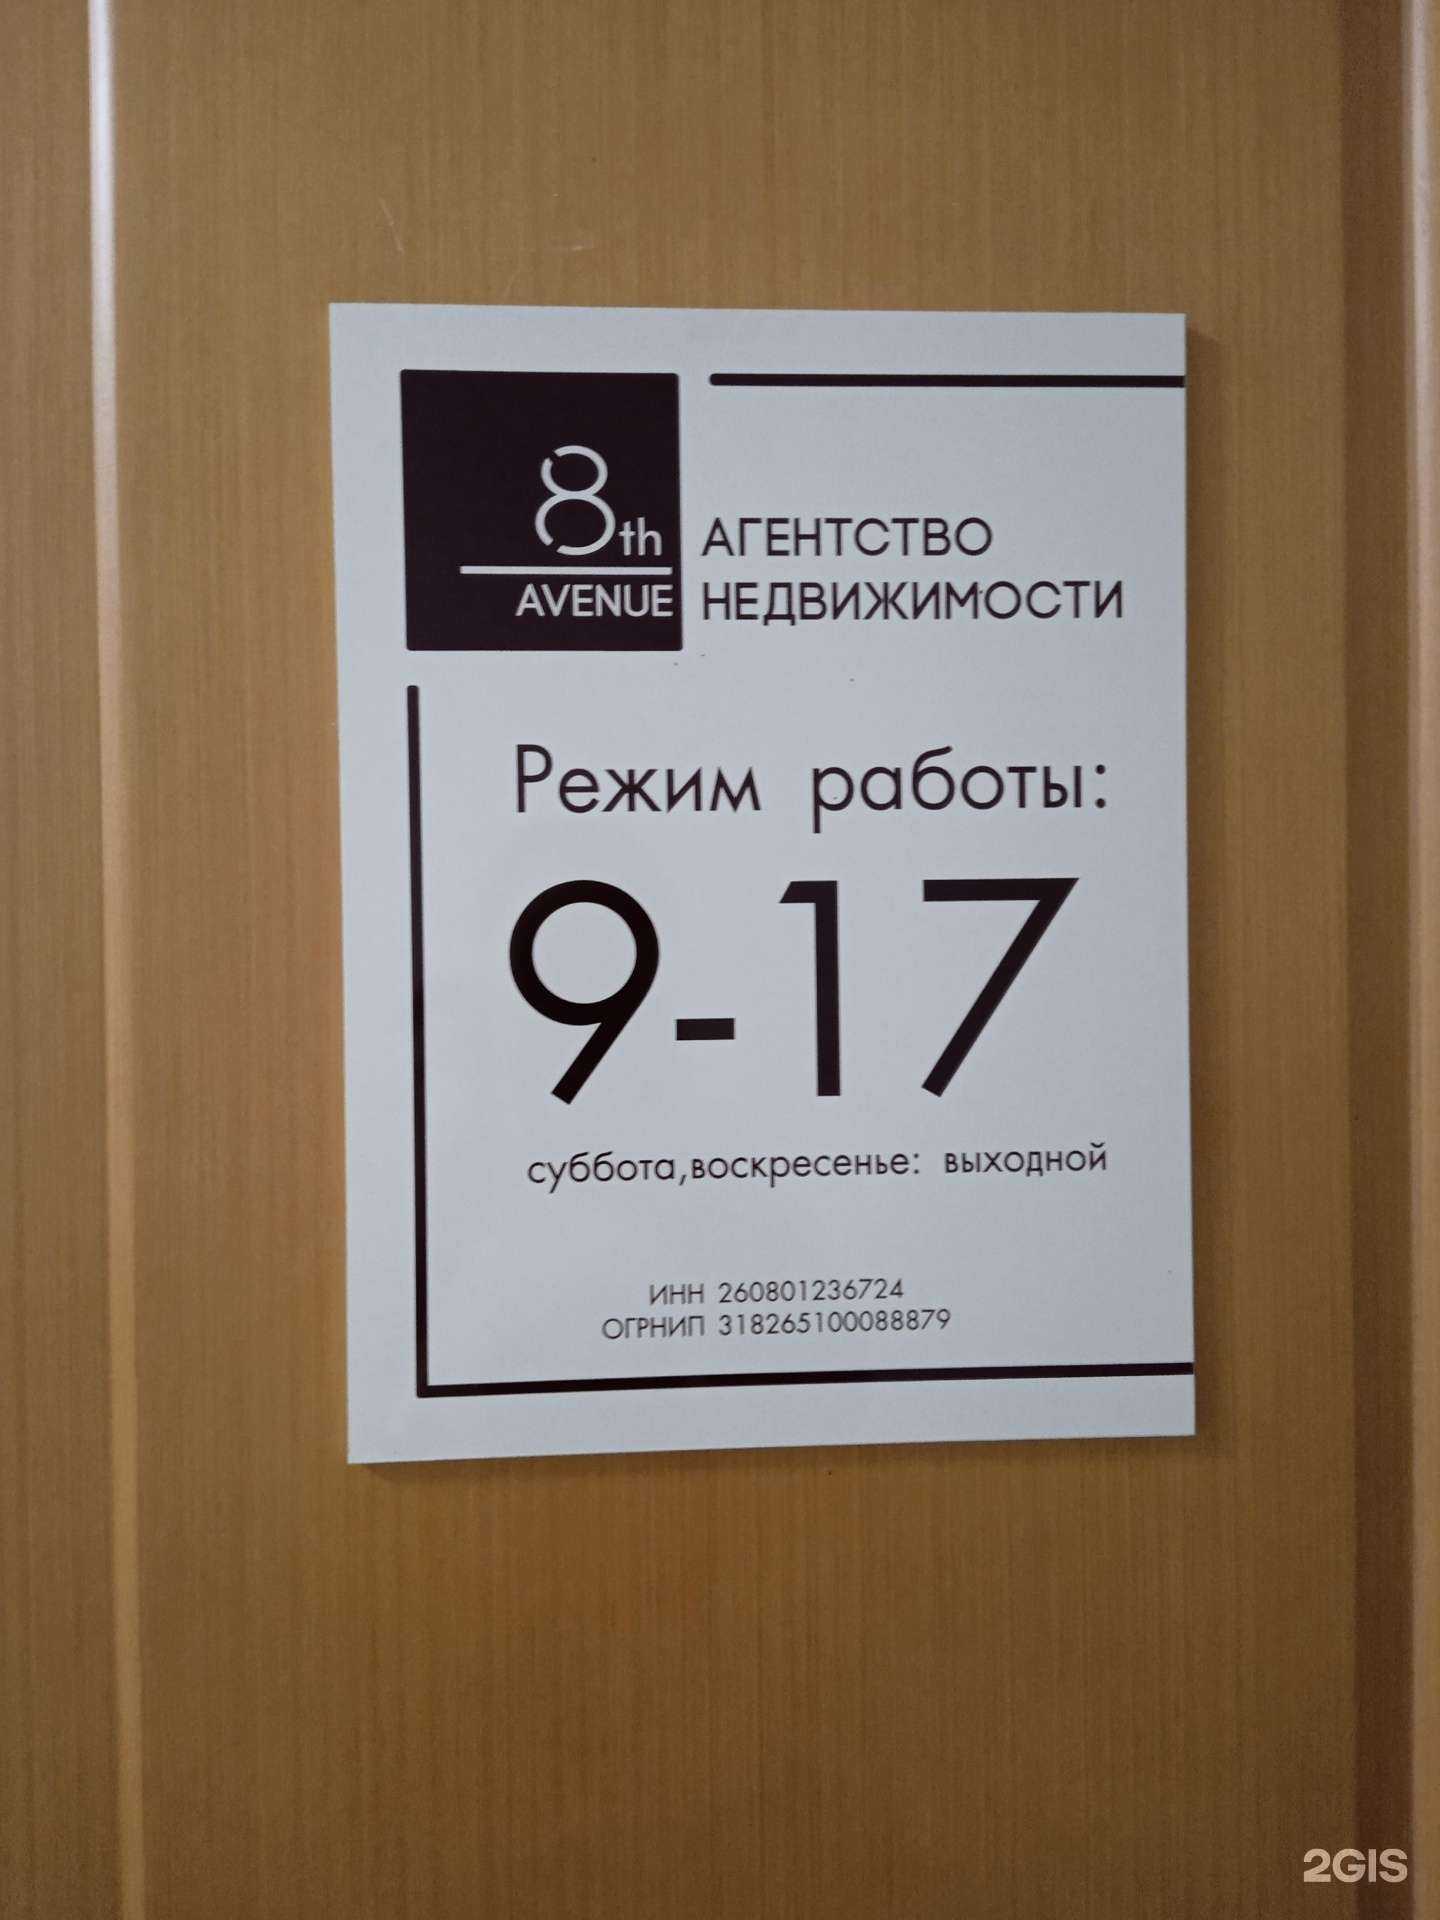 8th
AVENUE
АГЕНТСТВО
НЕДВИЖИМОСТИ
Режим работы:
9-17
суббота,воскресенье: выходной
ИНН 260801236724
ОГРНИП 318265100088879
2GIS